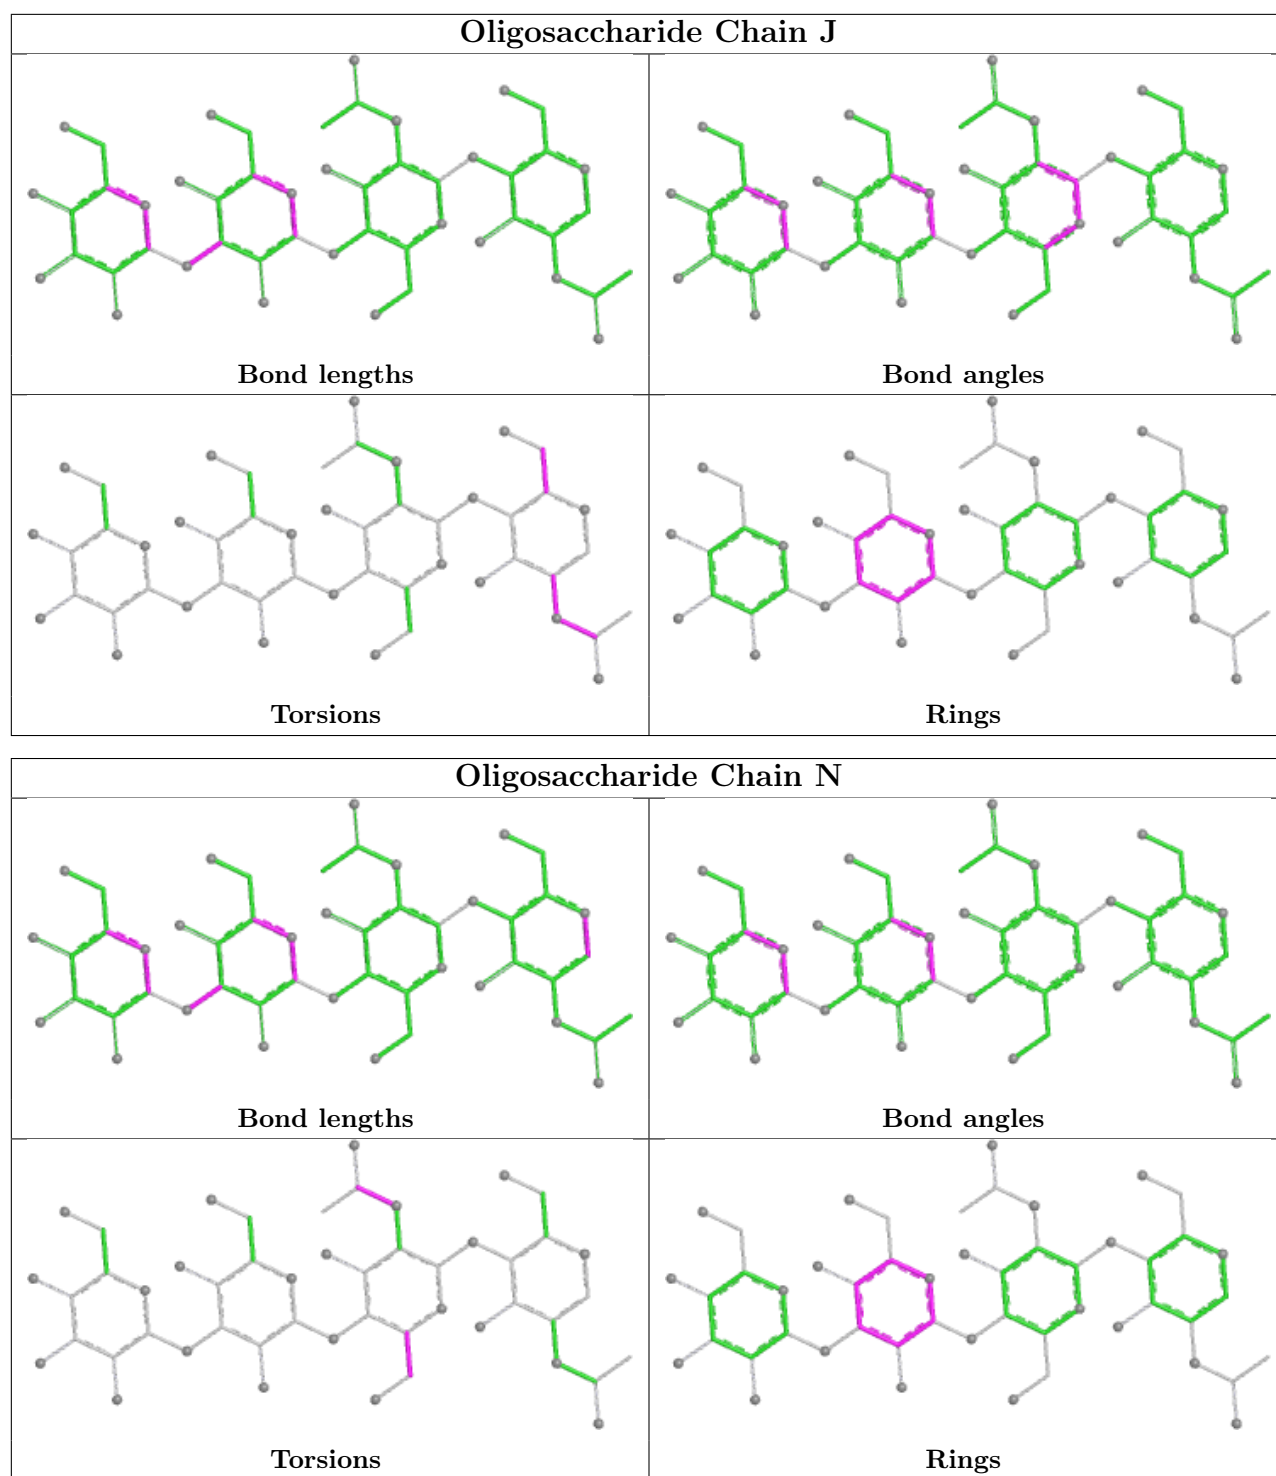 Oligosaccharide Chain J
Bond lengths
Bond angles
Torsions
Rings
Oligosaccharide Chain N
Bond lengths
Bond angles
Torsions
Rings